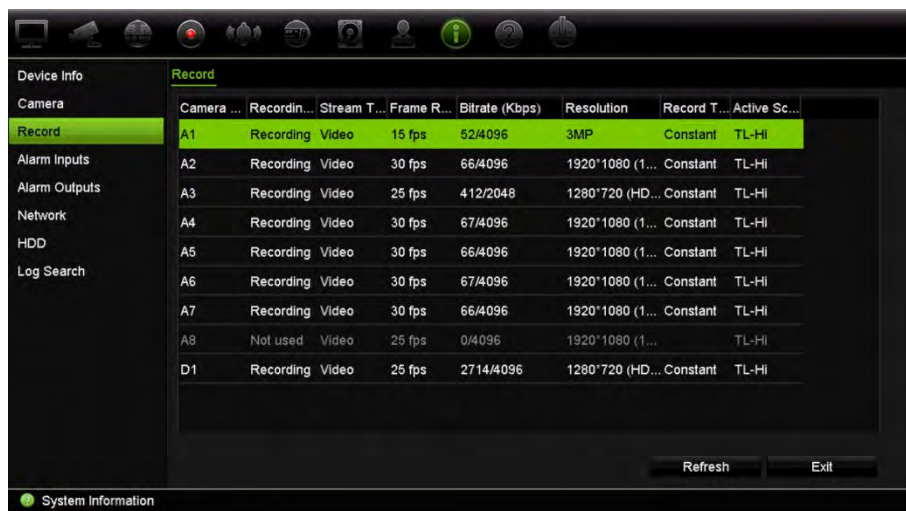 Device Info
Camera
Record
Alarm Inputs
Alarm Outputs
Network
HDD
Log Search
Record
Camera ... Recordin... Stream T... Frame R... Bitrate (Kbps) Resolution Record T... Active Sc...
A1 Recording Video 15 fps 52/4096 3MP Constant TL-Hi
A2 Recording Video 30 fps 66/4096 1920*1080 (1... Constant TL-Hi
A3 Recording Video 25 fps 412/2048 1280*720 (HD... Constant TL-Hi
A4 Recording Video 30 fps 67/4096 1920*1080 (1... Constant TL-Hi
A5 Recording Video 30 fps 66/4096 1920*1080 (1... Constant TL-Hi
A6 Recording Video 30 fps 67/4096 1920*1080 (1... Constant TL-Hi
A7 Recording Video 30 fps 66/4096 1920*1080 (1... Constant TL-Hi
A8 Not used Video 25 fps 0/4096 1920*1080 (1... TL-Hi
D1 Recording Video 25 fps 2714/4096 1280*720 (HD... Constant TL-Hi
Refresh Exit
System Information